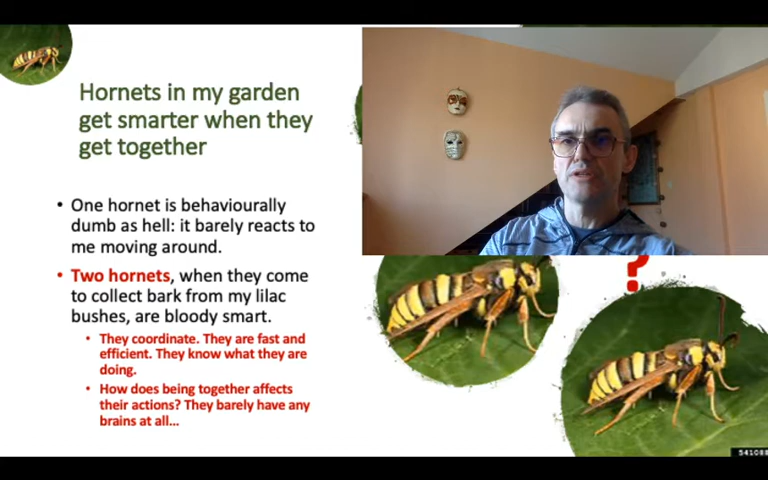 Hornets in my garden
get smarter when they
get together
• One hornet is behaviourally
dumb as hell: it barely reacts to
me moving around.
• Two hornets, when they come
to collect bark from my lilac
bushes, are bloody smart.
• They coordinate. They are fast and
efficient. They know what they are
doing.
• How does being together affects
their actions? They barely have any
brains at all...
?